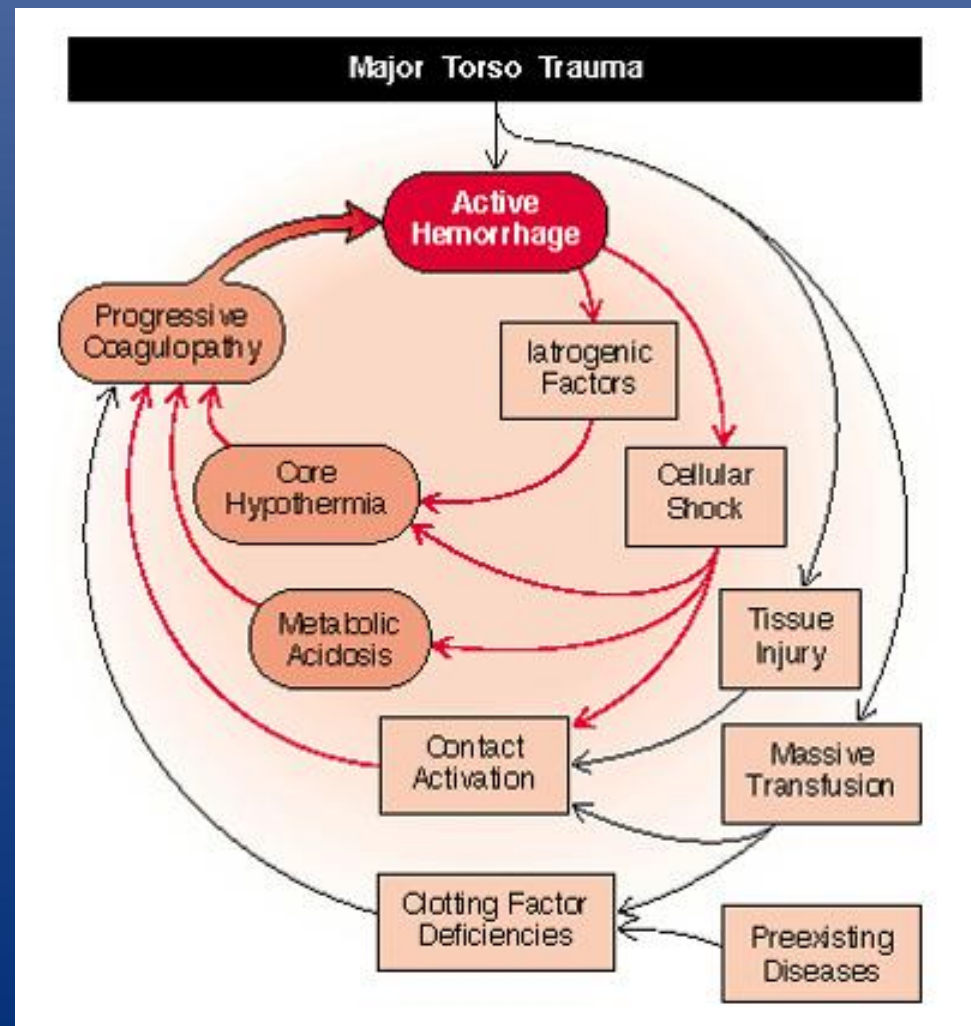 Major Torso Trauma
Active
Hemorrhage
Progressive
Coagulopathy
Iatrogenic
Factors
Core
Hypothermia
Cellular
Shock
Metabolic
Acidosis
Tissue
Injury
Contact
Activation
Massive
Transfusion
Clotting Factor
Deficiencies
Preexisting
Diseases